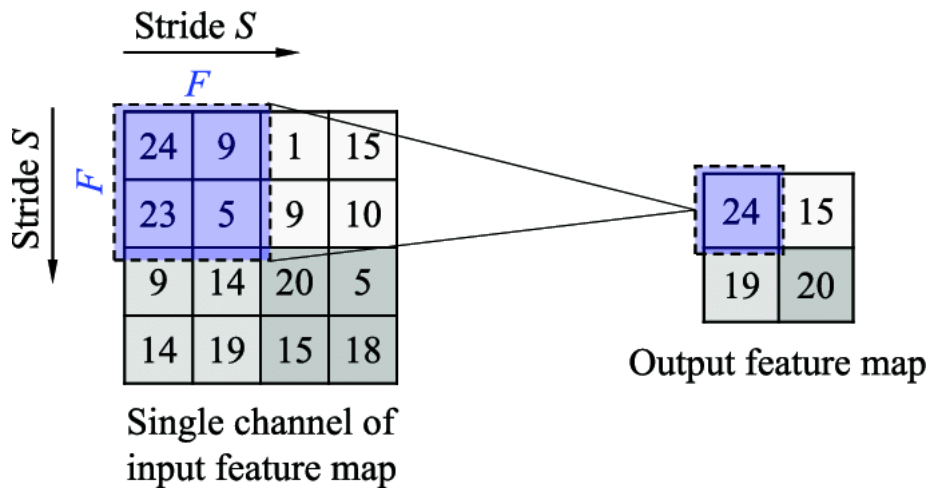 Stride S
F
Stride S
F
24 9 1 15
23 5 9 10
9 14 20 5
14 19 15 18
24 15
19 20
Output feature map
Single channel of
input feature map